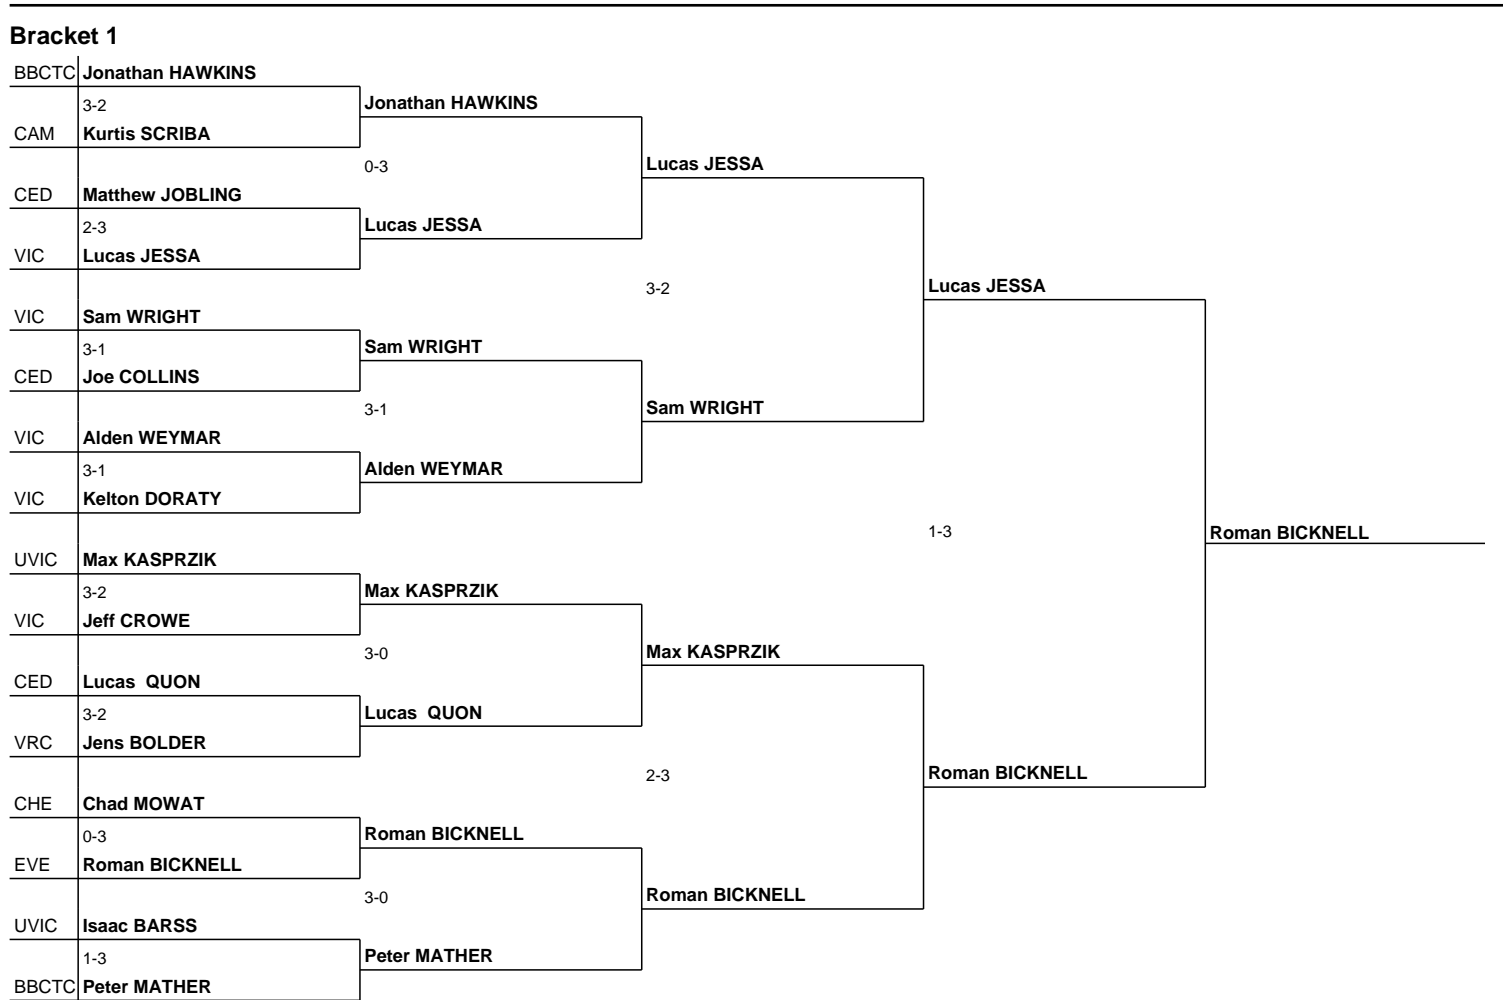 Bracket 1
BBCTC Jonathan HAWKINS
3-2 Jonathan HAWKINS
CAM Kurtis SCRIBA
0-3 Lucas JESSA
CED Matthew JOBLING
2-3 Lucas JESSA
VIC Lucas JESSA
3-2 Lucas JESSA
VIC Sam WRIGHT
3-1 Sam WRIGHT
CED Joe COLLINS
3-1 Sam WRIGHT
VIC Alden WEYMAR
3-1 Alden WEYMAR
VIC Kelton DORATY
1-3 Roman BICKNELL
UVIC Max KASPRZIK
3-2 Max KASPRZIK
VIC Jeff CROWE
3-0 Max KASPRZIK
CED Lucas QUON
3-2 Lucas QUON
VRC Jens BOLDER
2-3 Roman BICKNELL
CHE Chad MOWAT
0-3 Roman BICKNELL
EVE Roman BICKNELL
3-0 Roman BICKNELL
UVIC Isaac BARSS
1-3 Peter MATHER
BBCTC Peter MATHER